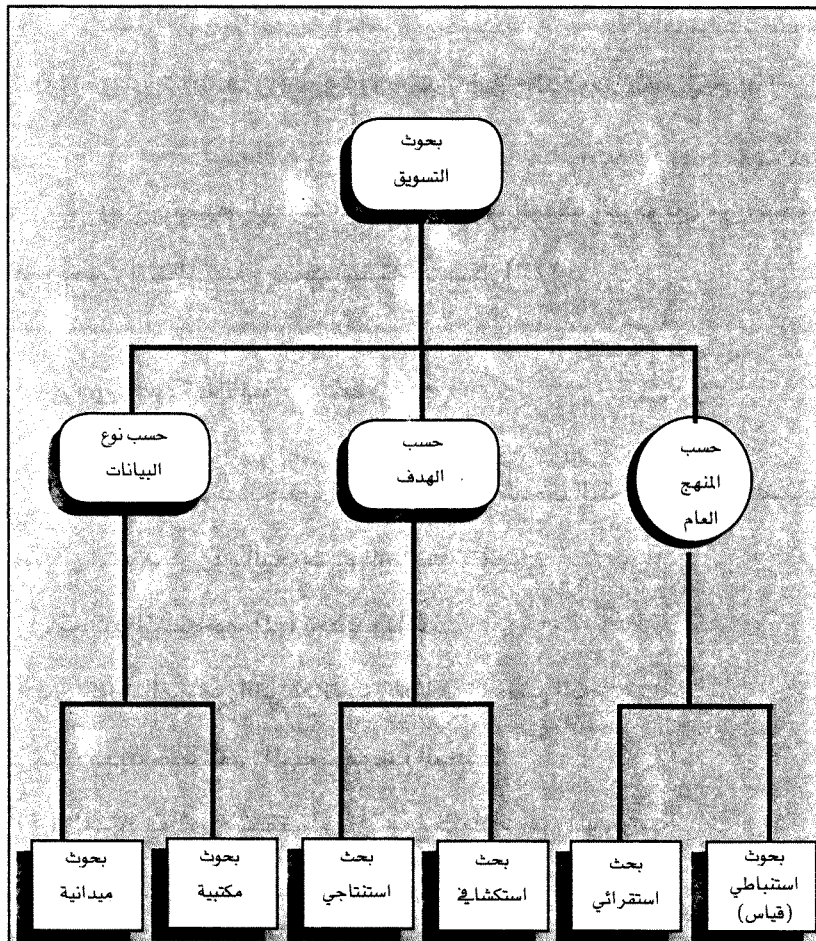 بحوث
التسويق
حسب
المنهج
العام
حسب
الهدف
حسب نوع
البيانات
بحوث
استنباطي
(قياس)
بحث
استقرائي
بحث
استكشافي
بحث
استنتاجي
بحوث
مكتبية
بحوث
ميدانية